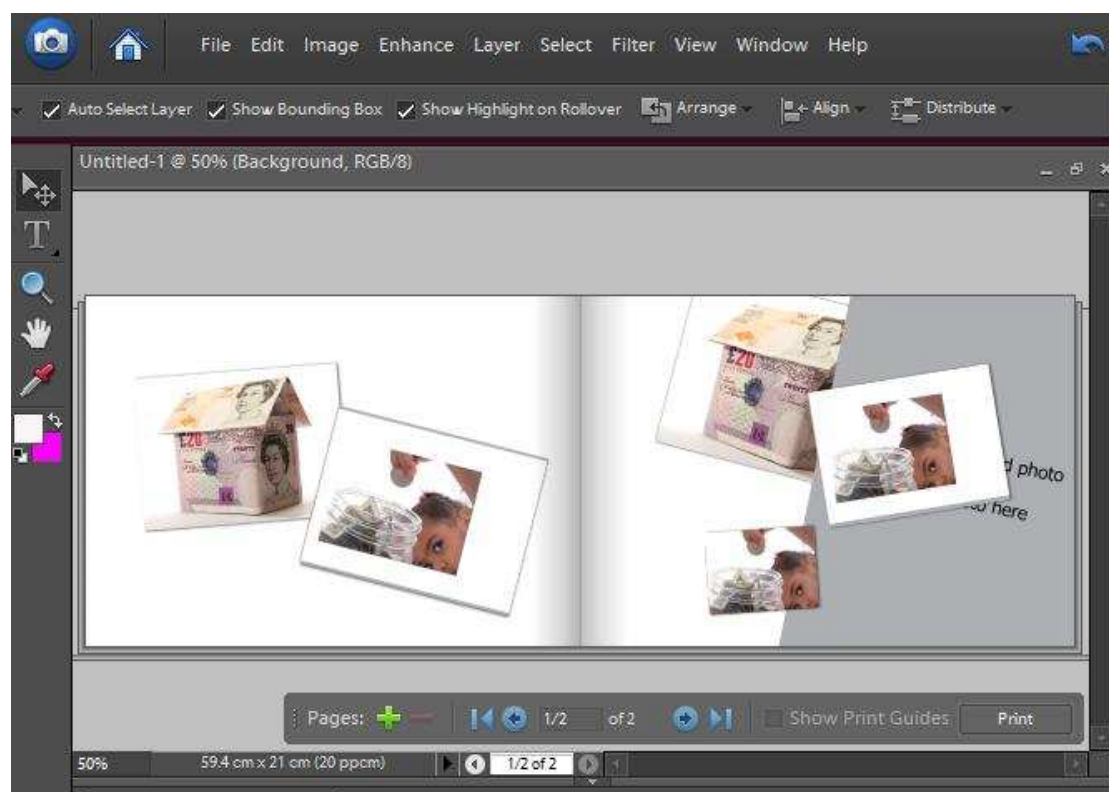 File Edit Image Enhance Layer Select Filter View Window Help
Auto Select Layer Show Bounding Box Show Highlight on Rollover Arrange Align Distribute
Untitled-1 @ 50% (Background, RGB/8)
T
£20
£20
photo
here
Pages: 1/2 of 2 Show Print Guides Print
50% 59.4 cm x 21 cm (20 ppcm) 1/2 of 2